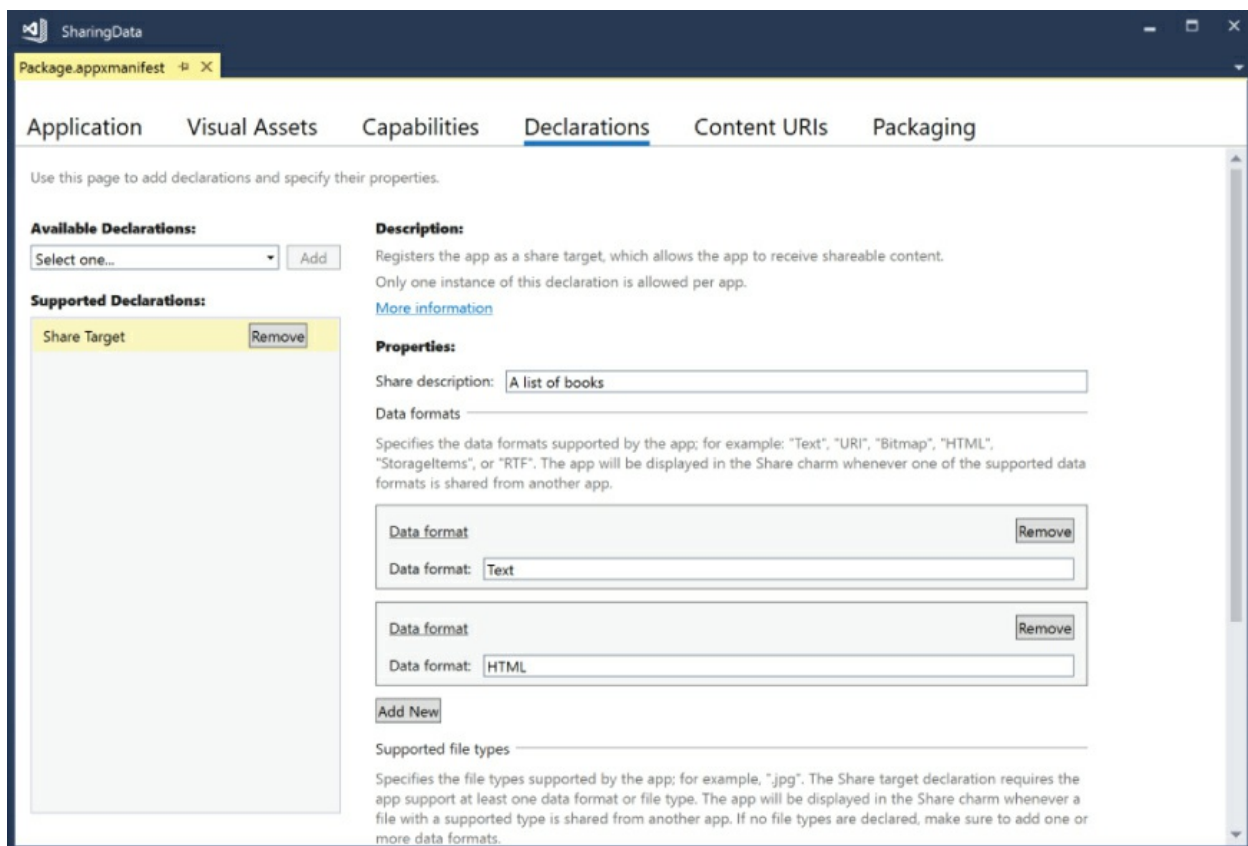 SharingData
Package.appxmanifest
Application Visual Assets Capabilities Declarations Content URIs Packaging
Use this page to add declarations and specify their properties.
Available Declarations:
Select one...
Add
Supported Declarations:
Share Target
Remove
Description:
Registers the app as a share target, which allows the app to receive shareable content.
Only one instance of this declaration is allowed per app.
More information
Properties:
Share description: A list of books
Data formats
Specifies the data formats supported by the app; for example: "Text", "URI", "Bitmap", "HTML",
"StorageItems", or "RTF". The app will be displayed in the Share charm whenever one of the supported data
formats is shared from another app.
Data format
Remove
Data format: Text
Data format
Remove
Data format: HTML
Add New
Supported file types
Specifies the file types supported by the app; for example, ".jpg". The Share target declaration requires the
app support at least one data format or file type. The app will be displayed in the Share charm whenever a
file with a supported type is shared from another app. If no file types are declared, make sure to add one or
more data formats.